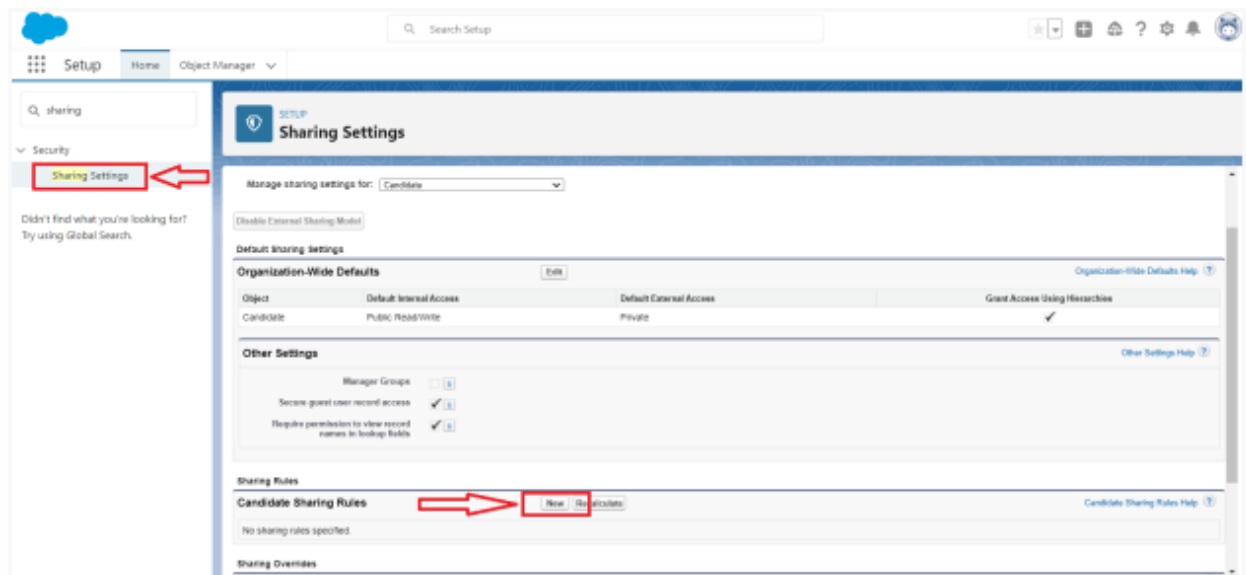 Search Setup
Setup Home Object Manager
sharing
Security
Sharing Settings
Didn't find what you're looking for?
Try using Global Search.
SETUP
Sharing Settings
Manage sharing settings for: Candidate
Disable External Sharing Model
Default Sharing Settings
Organization-Wide Defaults Edit Organization-Wide Defaults Help ?
Object Default Internal Access Default External Access Grant Access Using Hierarchies
Candidate Public Read/Write Private
Other Settings Other Settings Help ?
Manager Groups i
Secure guest user record access i
Require permission to view record
names in lookup fields i
Sharing Rules
Candidate Sharing Rules New Recalculate Candidate Sharing Rules Help ?
No sharing rules specified.
Sharing Overrides